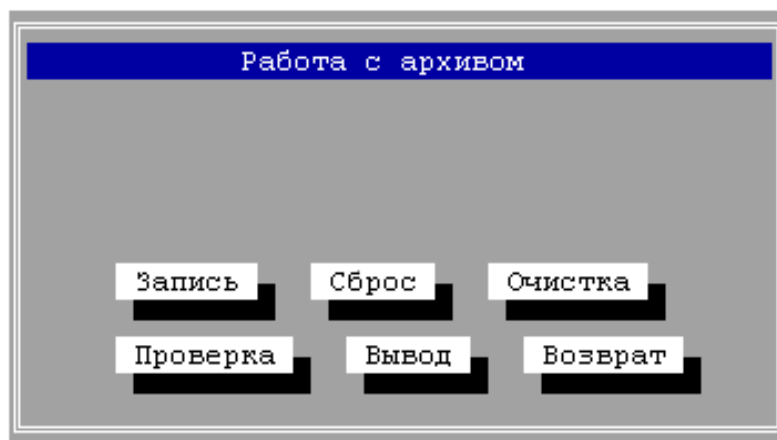 Работа с архивом
Запись Сброс Очистка
Проверка Вывод Возврат